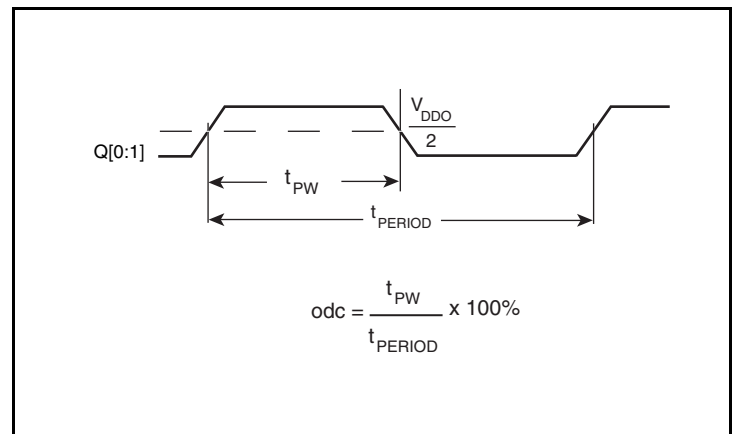 V_DDO
2
Q[0:1]
t_PW
t_PERIOD
odc = t_PW / t_PERIOD x 100%